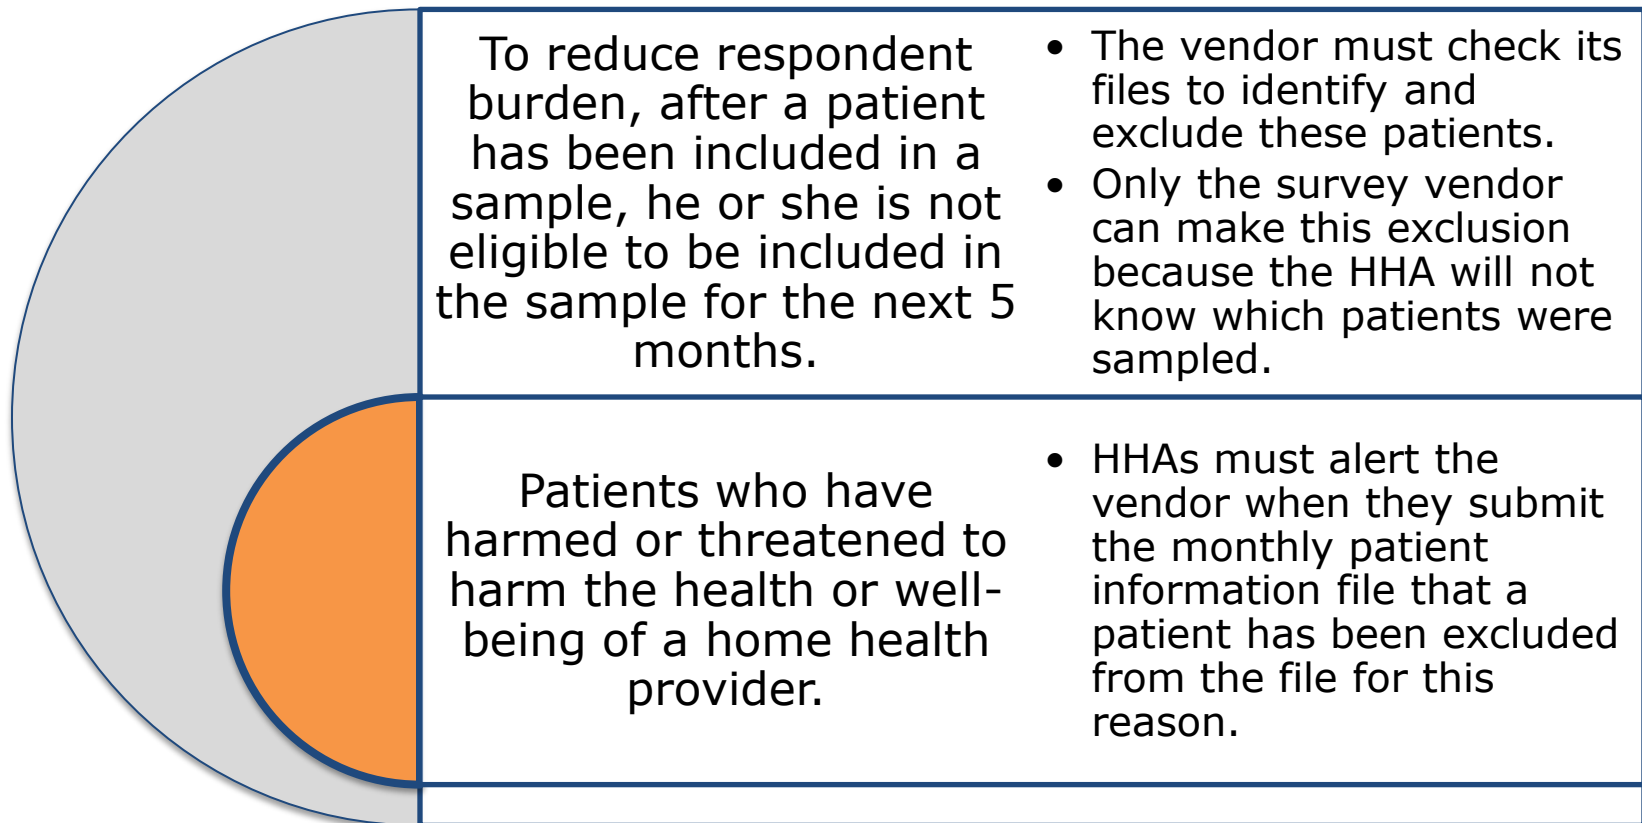 To reduce respondent
burden, after a patient
has been included in a
sample, he or she is not
eligible to be included in
the sample for the next 5
months.
• The vendor must check its
files to identify and
exclude these patients.
• Only the survey vendor
can make this exclusion
because the HHA will not
know which patients were
sampled.
Patients who have
harmed or threatened to
harm the health or well-
being of a home health
provider.
• HHAs must alert the
vendor when they submit
the monthly patient
information file that a
patient has been excluded
from the file for this
reason.